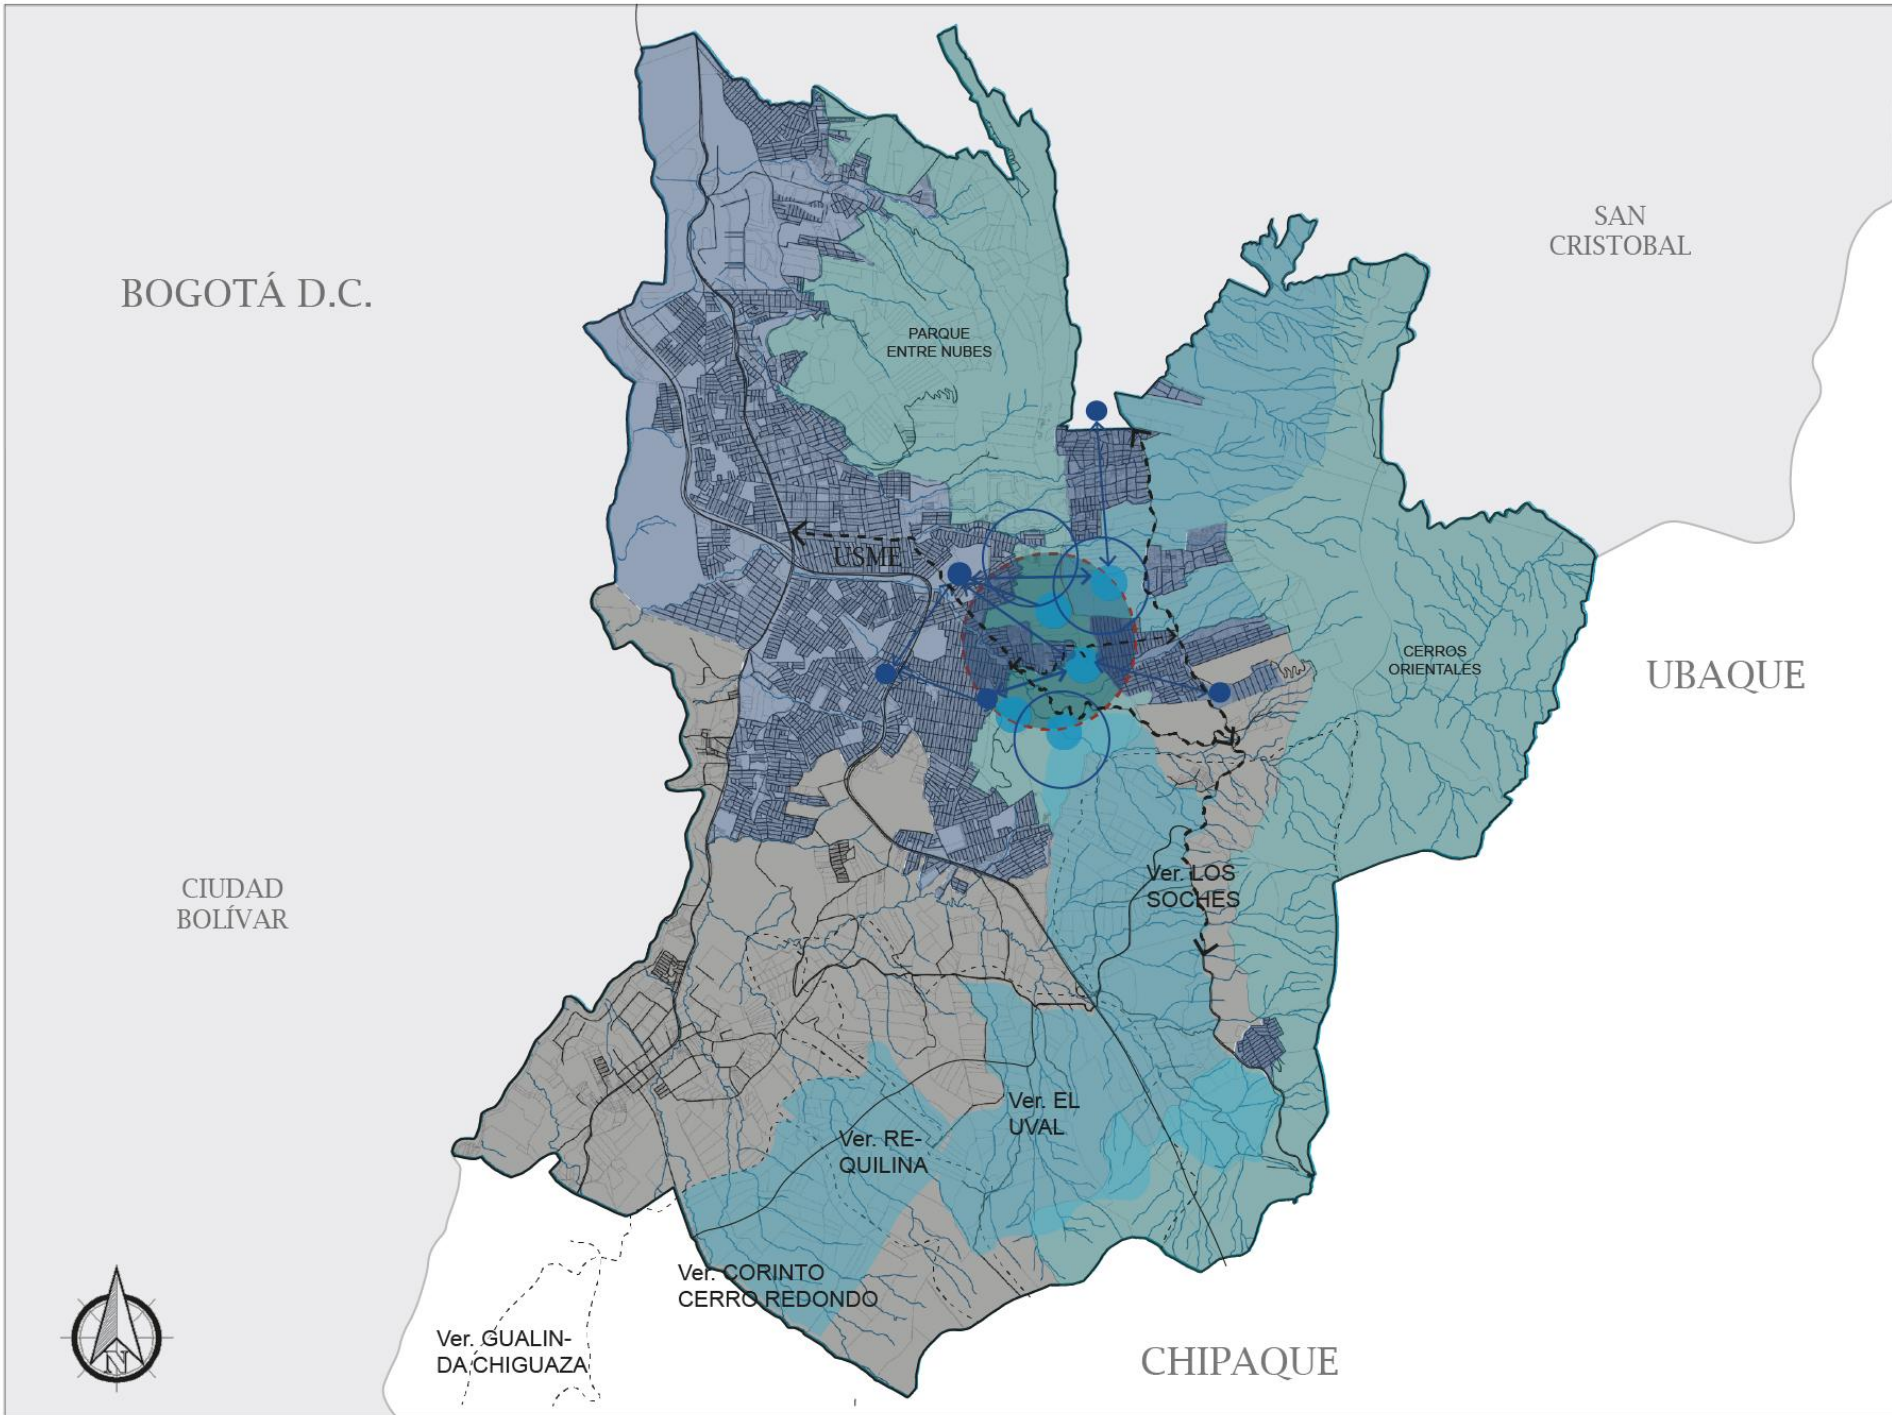 SAN
CRISTOBAL
BOGOTÁ D.C.
PARQUE
ENTRE NUBES
USME
CERROS
ORIENTALES
UBAQUE
CIUDAD
BOLÍVAR
Ver. LOS
SOCHES
Ver. EL
UVAL
Ver. RE-
QUILINA
Ver. CORINTO
CERRO REDONDO
Ver. GUALIN-
DA CHIGUAZA
CHIPAQUE
N